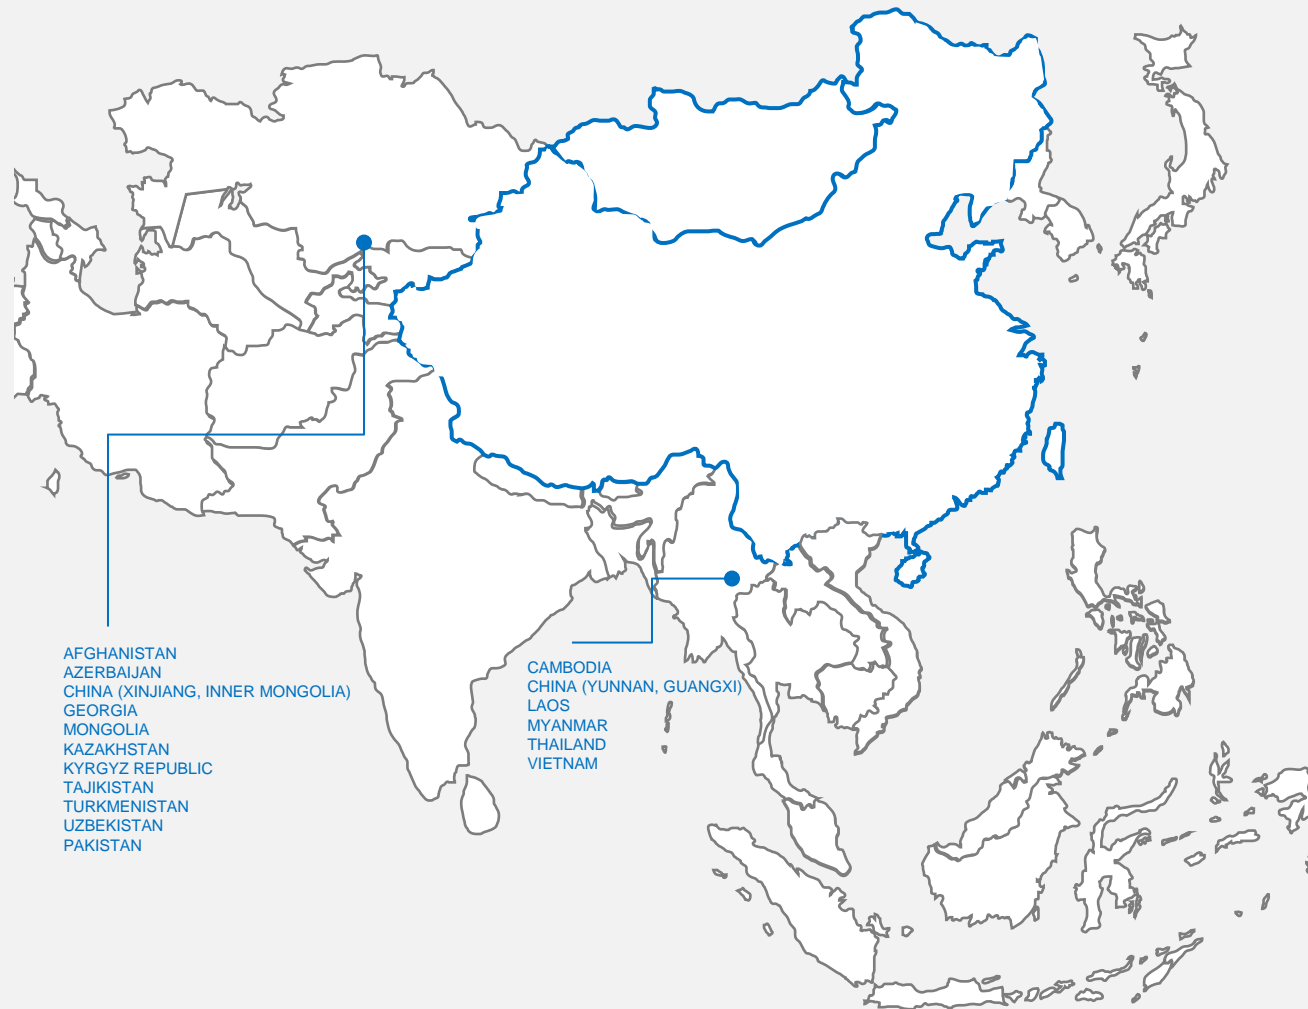 AFGHANISTAN
AZERBAIJAN
CHINA (XINJIANG, INNER MONGOLIA)
GEORGIA
MONGOLIA
KAZAKHSTAN
KYRGYZ REPUBLIC
TAJIKISTAN
TURKMENISTAN
UZBEKISTAN
PAKISTAN
CAMBODIA
CHINA (YUNNAN, GUANGXI)
LAOS
MYANMAR
THAILAND
VIETNAM